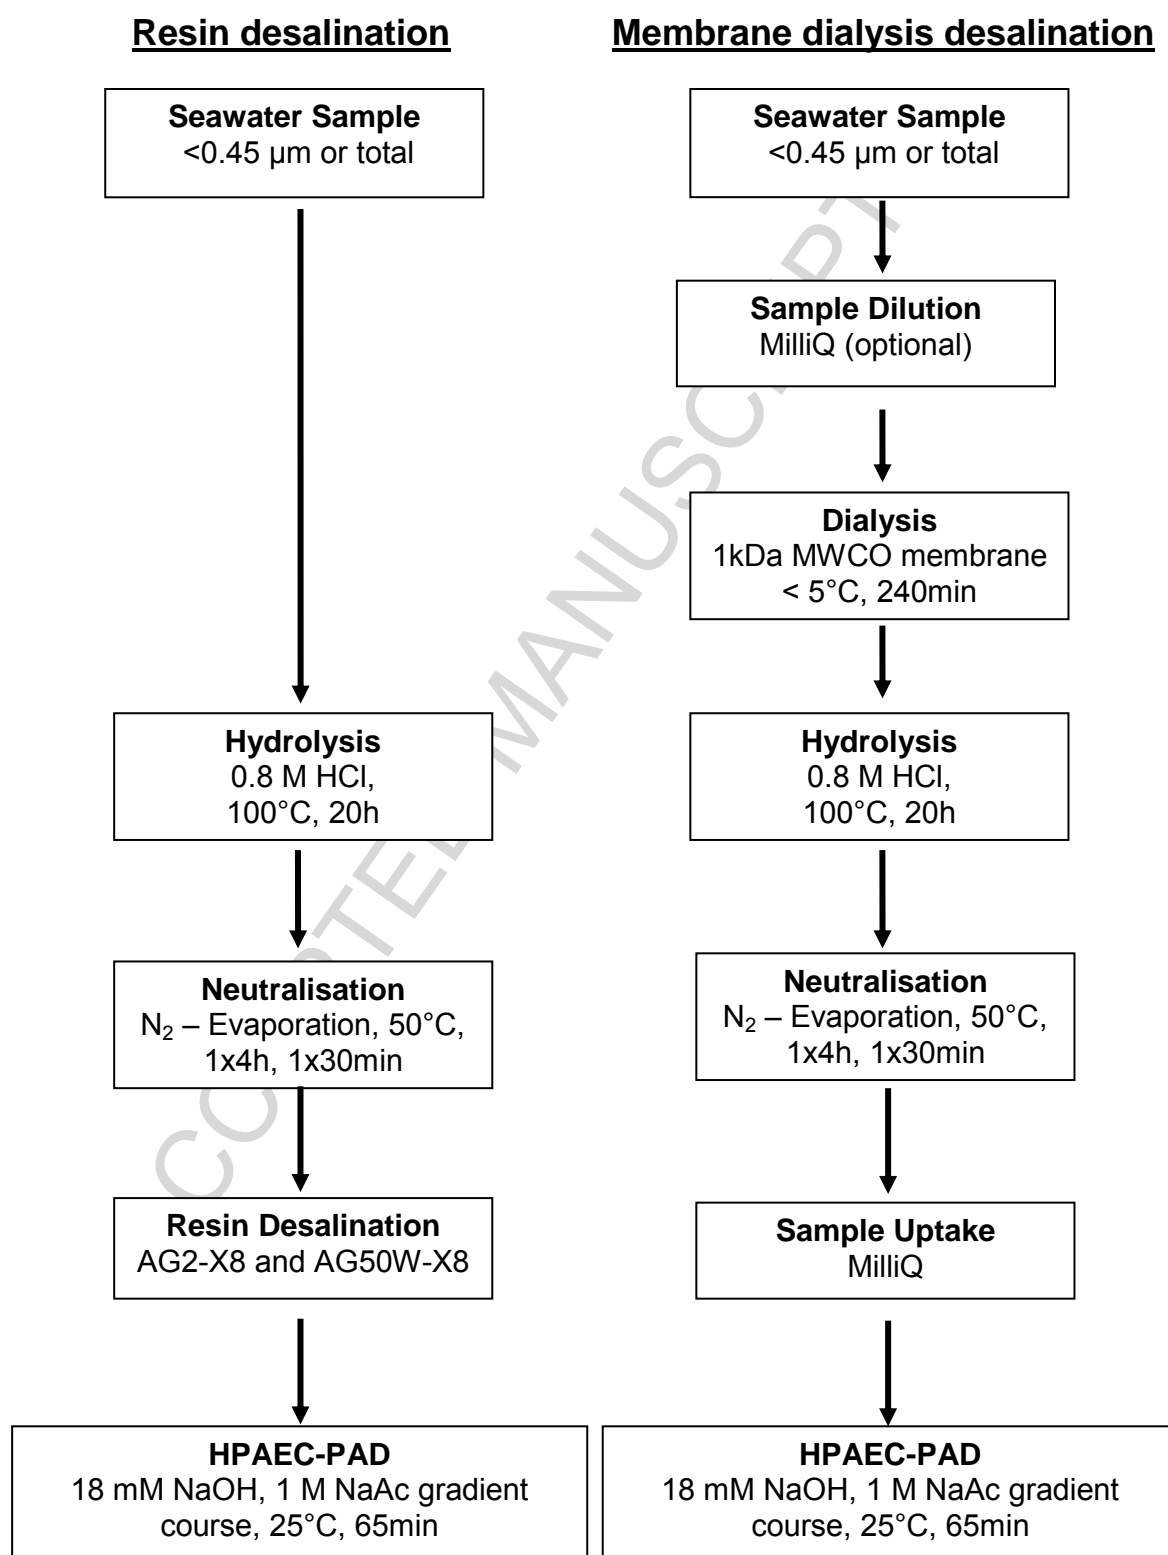 Resin desalination
Seawater Sample
<0.45 µm or total
Hydrolysis
0.8 M HCl,
100°C, 20h
Neutralisation
N₂ – Evaporation, 50°C,
1x4h, 1x30min
Resin Desalination
AG2-X8 and AG50W-X8
HPAEC-PAD
18 mM NaOH, 1 M NaAc gradient
course, 25°C, 65min
Membrane dialysis desalination
Seawater Sample
<0.45 µm or total
Sample Dilution
MilliQ (optional)
Dialysis
1kDa MWCO membrane
< 5°C, 240min
Hydrolysis
0.8 M HCl,
100°C, 20h
Neutralisation
N₂ – Evaporation, 50°C,
1x4h, 1x30min
Sample Uptake
MilliQ
HPAEC-PAD
18 mM NaOH, 1 M NaAc gradient
course, 25°C, 65min